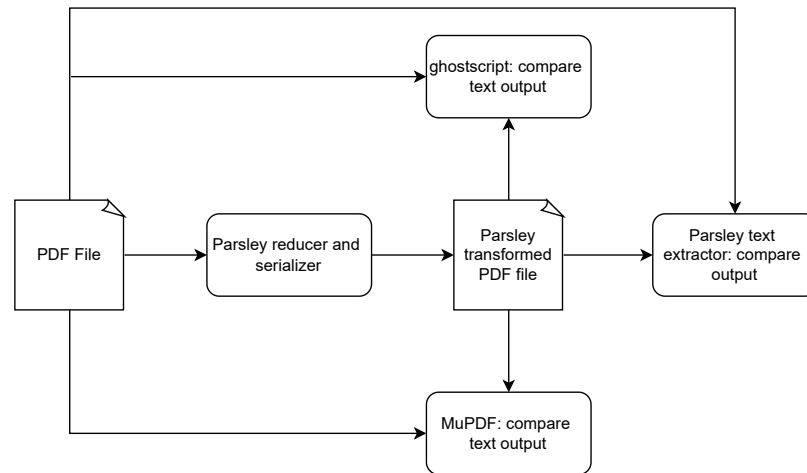 ghostscript: compare
text output
PDF File
Parsley reducer and
serializer
Parsley
transformed
PDF file
Parsley text
extractor: compare
output
MuPDF: compare
text output